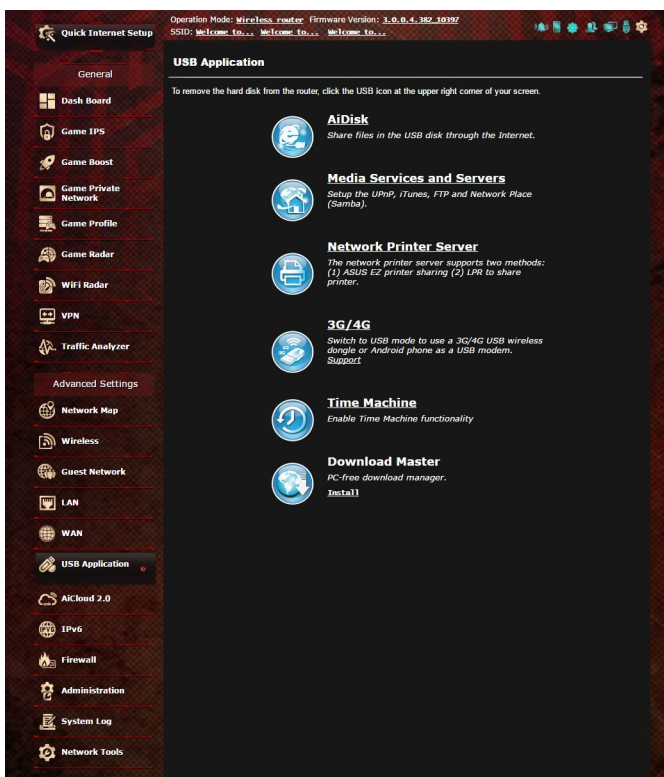 Quick Internet Setup
General
Dash Board
Game IPS
Game Boost
Game Private
Network
Game Profile
Game Radar
WiFi Radar
VPN
Traffic Analyzer
Advanced Settings
Network Map
Wireless
Guest Network
LAN
WAN
USB Application
AiCloud 2.0
IPv6
Firewall
Administration
System Log
Network Tools
Operation Mode: Wireless router Firmware Version: 3.0.0.4.382_10397
SSID: Welcome to... Welcome to... Welcome to...
USB Application
To remove the hard disk from the router, click the USB icon at the upper right corner of your screen.
AiDisk
Share files in the USB disk through the Internet.
Media Services and Servers
Setup the UPnP, iTunes, FTP and Network Place
(Samba).
Network Printer Server
The network printer server supports two methods:
(1) ASUS EZ printer sharing (2) LPR to share
printer.
3G/4G
Switch to USB mode to use a 3G/4G USB wireless
dongle or Android phone as a USB modem.
Support
Time Machine
Enable Time Machine functionality
Download Master
PC-free download manager.
Install